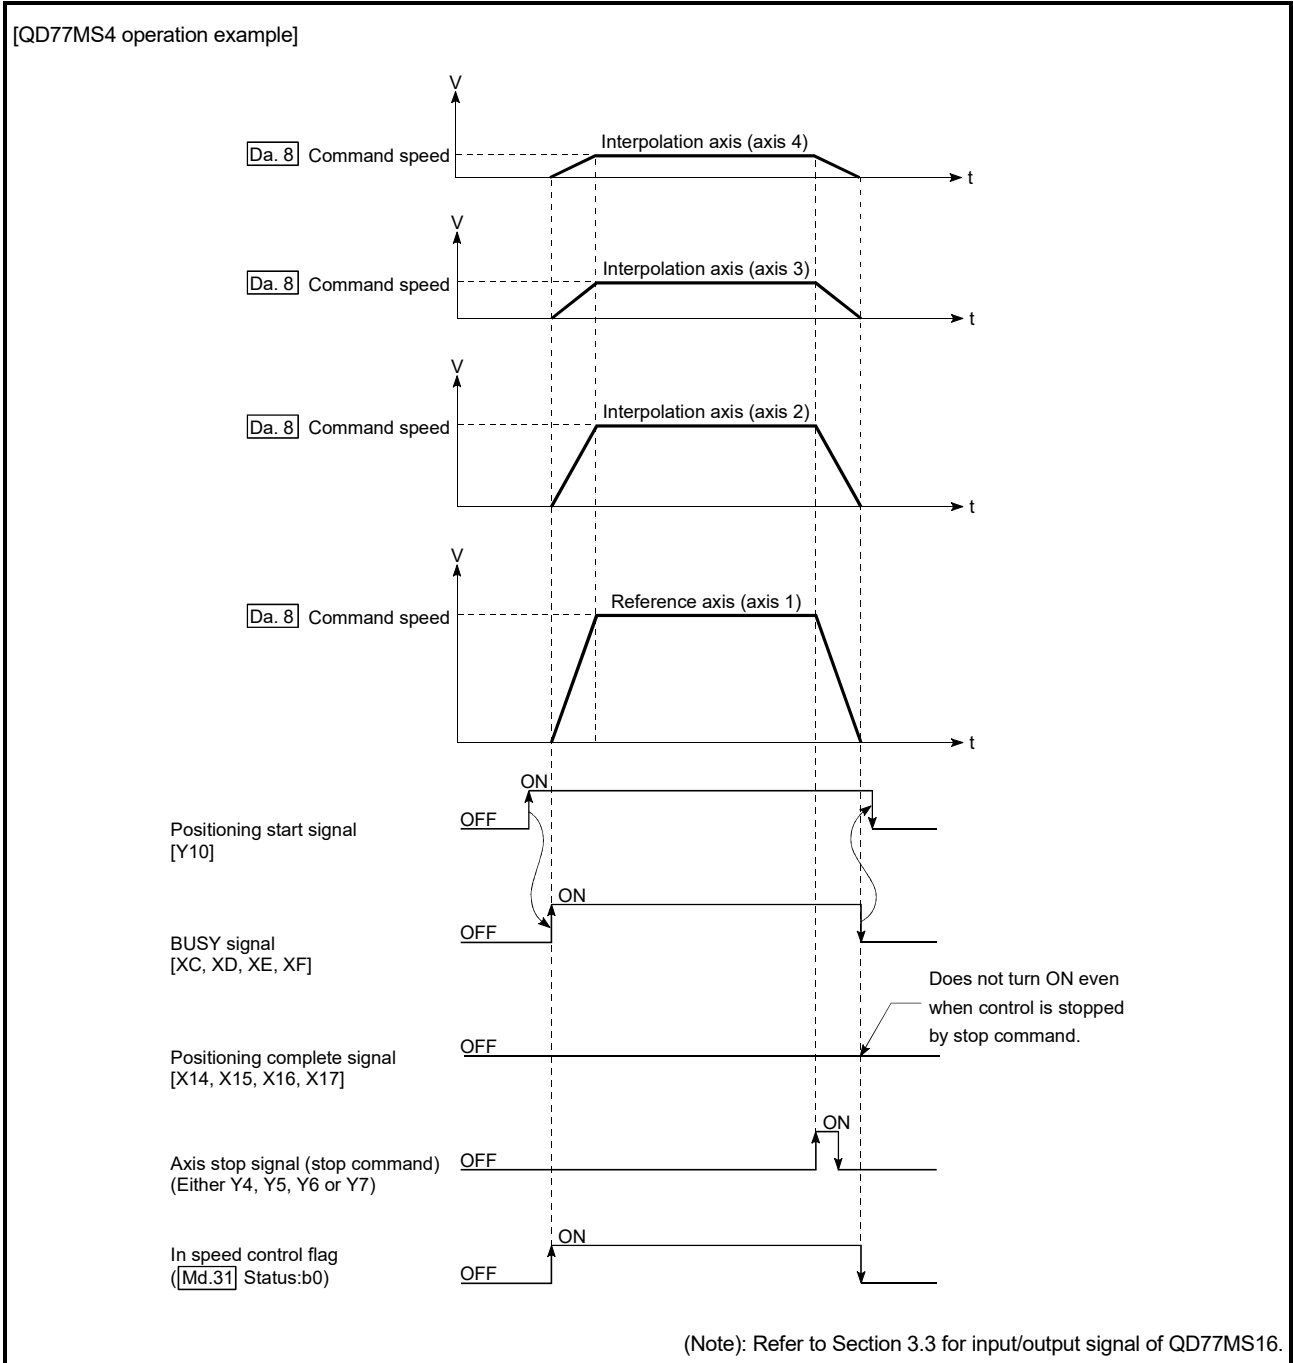 [QD77MS4 operation example]
V
Interpolation axis (axis 4)
Da. 8 Command speed
t
V
Interpolation axis (axis 3)
Da. 8 Command speed
t
V
Interpolation axis (axis 2)
Da. 8 Command speed
t
V
Reference axis (axis 1)
Da. 8 Command speed
t
ON
OFF
Positioning start signal
[Y10]
ON
OFF
BUSY signal
[XC, XD, XE, XF]
Does not turn ON even
when control is stopped
by stop command.
OFF
Positioning complete signal
[X14, X15, X16, X17]
ON
OFF
Axis stop signal (stop command)
(Either Y4, Y5, Y6 or Y7)
ON
In speed control flag
OFF
(Md.31 Status:b0)
(Note): Refer to Section 3.3 for input/output signal of QD77MS16.